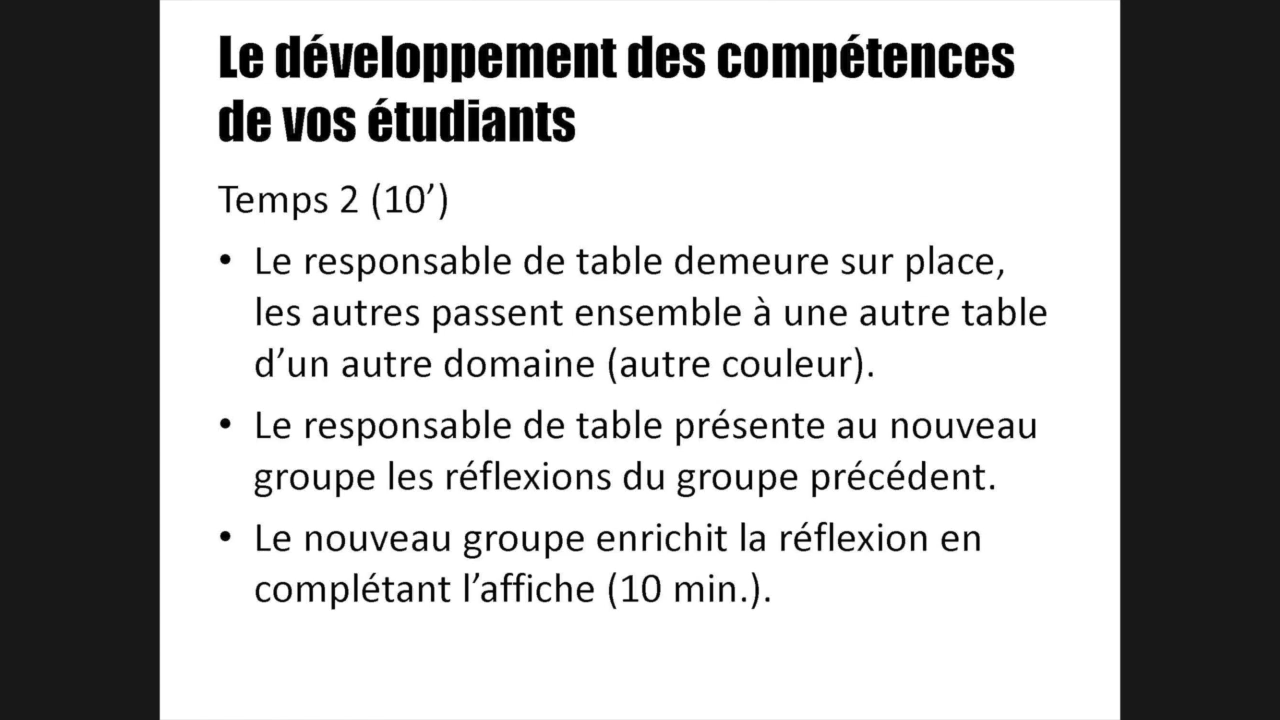 Le développement des compétences
de vos étudiants
Temps 2 (10’)
• Le responsable de table demeure sur place,
les autres passent ensemble à une autre table
d’un autre domaine (autre couleur).
• Le responsable de table présente au nouveau
groupe les réflexions du groupe précédent.
• Le nouveau groupe enrichit la réflexion en
complétant l’affiche (10 min.).